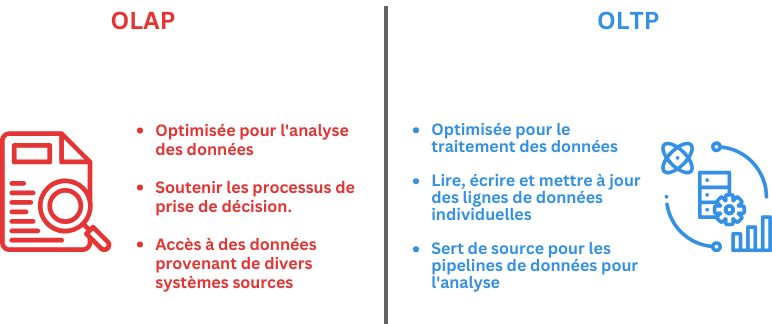 OLAP
Optimisée pour l'analyse
des données
Soutenir les processus de
prise de décision.
Accès à des données
provenant de divers
systèmes sources
OLTP
Optimisée pour le
traitement des données
Lire, écrire et mettre à jour
des lignes de données
individuelles
Sert de source pour les
pipelines de données pour
l'analyse